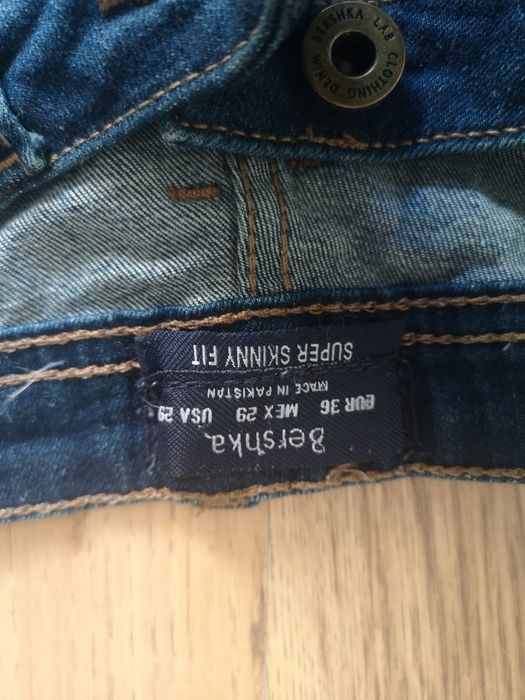 BERSHKA LAB CLOTHING DENIM
Bershka
EUR 36 MEX 29 USA 29
MADE IN PAKISTAN
SUPER SKINNY FIT